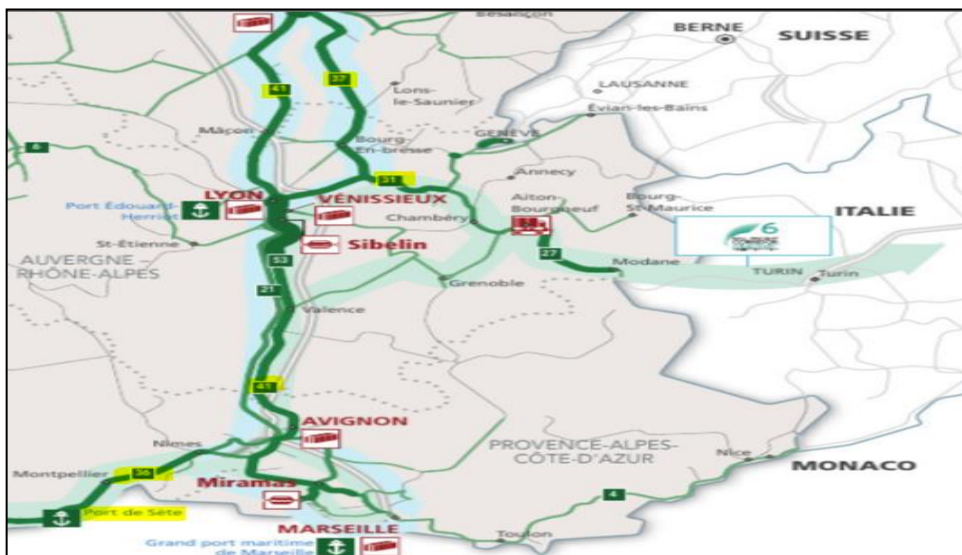 Besançon
BERNE
SUISSE
41
37
Lons-
le-Saunier
LAUSANNE
Évian-les-Bains
Mâcon
Bourg-
En-bresse
GENÈVE
6
31
Annecy
LYON
VÉNISSIEUX
Port Édouard-
Herriot
Aiton-
Bourgneuf
Bourg-
St-Maurice
ITALIE
Chambéry
6
St-Étienne
Sibelin
AUVERGNE –
RHÔNE-ALPES
53
27
Modane
TURIN
Turin
21
Grenoble
Valence
41
AVIGNON
PROVENCE-ALPES-
CÔTE-D'AZUR
Nîmes
Nice
MONACO
Montpellier
36
Miramas
4
Port de Sète
MARSEILLE
Toulon
Grand port maritime
de Marseille